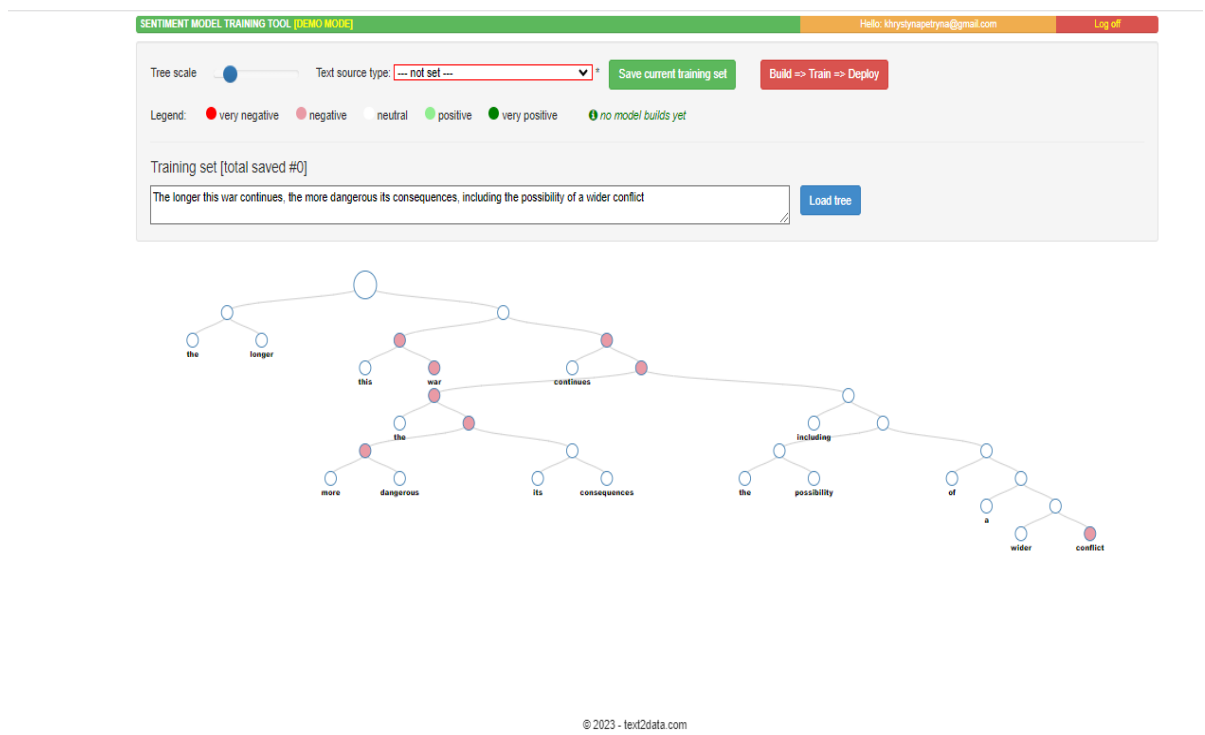 SENTIMENT MODEL TRAINING TOOL [DEMO MODE] Hello: khrystynapetryna@gmail.com Log off
Tree scale Text source type: --- not set --- * Save current training set Build => Train => Deploy
Legend: very negative negative neutral positive very positive no model builds yet
Training set [total saved #0]
The longer this war continues, the more dangerous its consequences, including the possibility of a wider conflict Load tree
the longer
this war continues
the including
more dangerous its consequences the possibility of
a
wider conflict
© 2023 - text2data.com